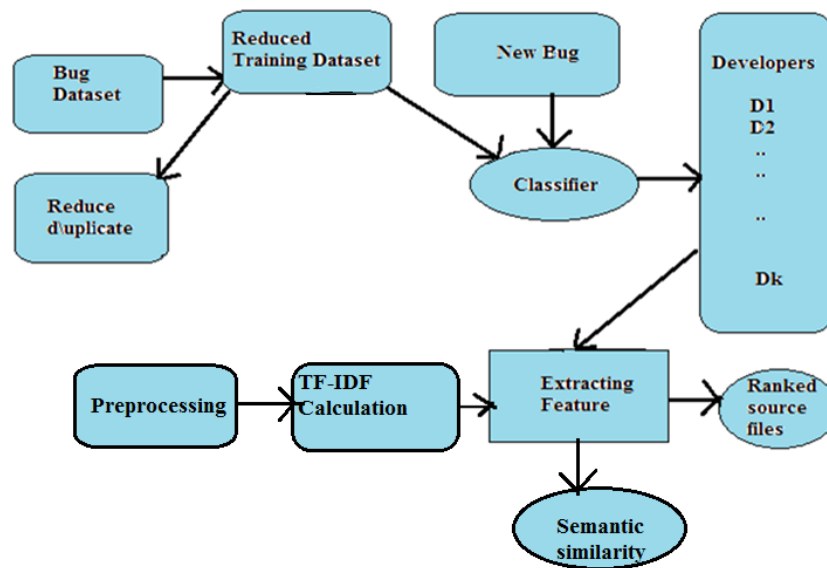 Bug
Dataset
Reduced
Training Dataset
New Bug
Developers
D1
D2
..
..
..
Dk
Reduce
d\uplicate
Classifier
Preprocessing
TF-IDF
Calculation
Extracting
Feature
Ranked
source
files
Semantic
similarity